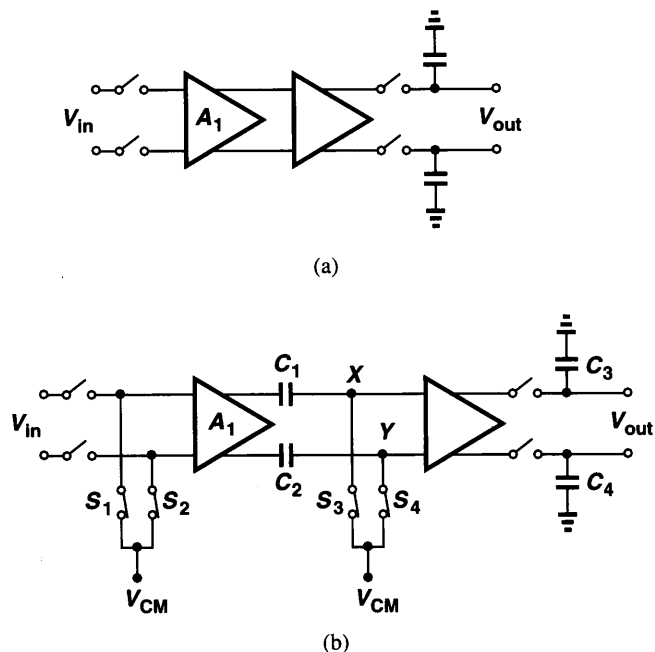 V_in A_1 V_out
(a)
C_1 X C_3
V_in A_1 V_out
C_2 Y C_4
S_1 S_2 S_3 S_4
V_CM V_CM
(b)